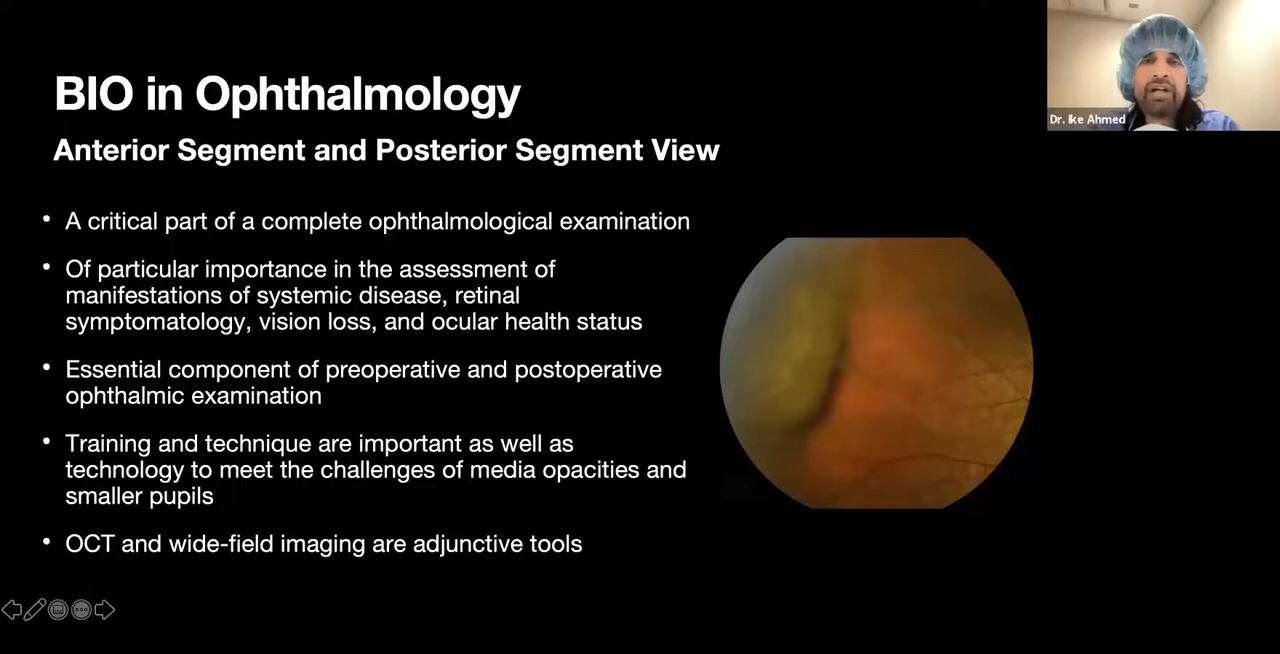 BIO in Ophthalmology
Dr. Ike Ahmed
Anterior Segment and Posterior Segment View
• A critical part of a complete ophthalmological examination
• Of particular importance in the assessment of
manifestations of systemic disease, retinal
symptomatology, vision loss, and ocular health status
• Essential component of preoperative and postoperative
ophthalmic examination
• Training and technique are important as well as
technology to meet the challenges of media opacities and
smaller pupils
• OCT and wide-field imaging are adjunctive tools